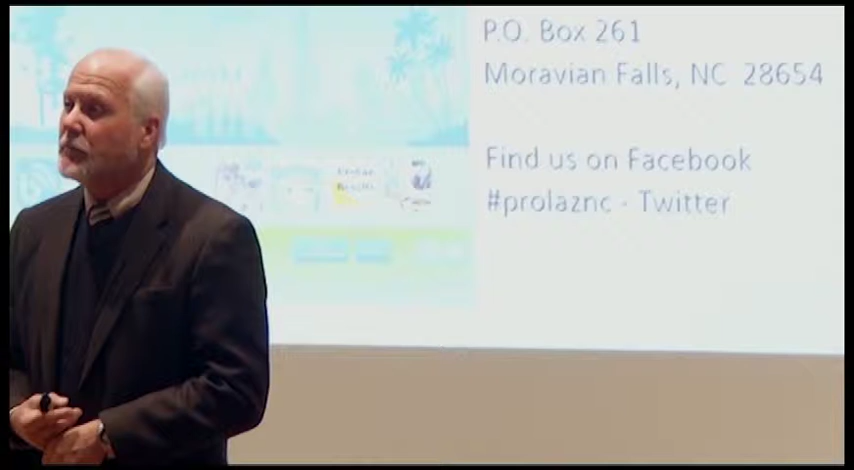 P.O. Box 261
Moravian Falls, NC 28654
Find us on Facebook
#prolaznc - Twitter